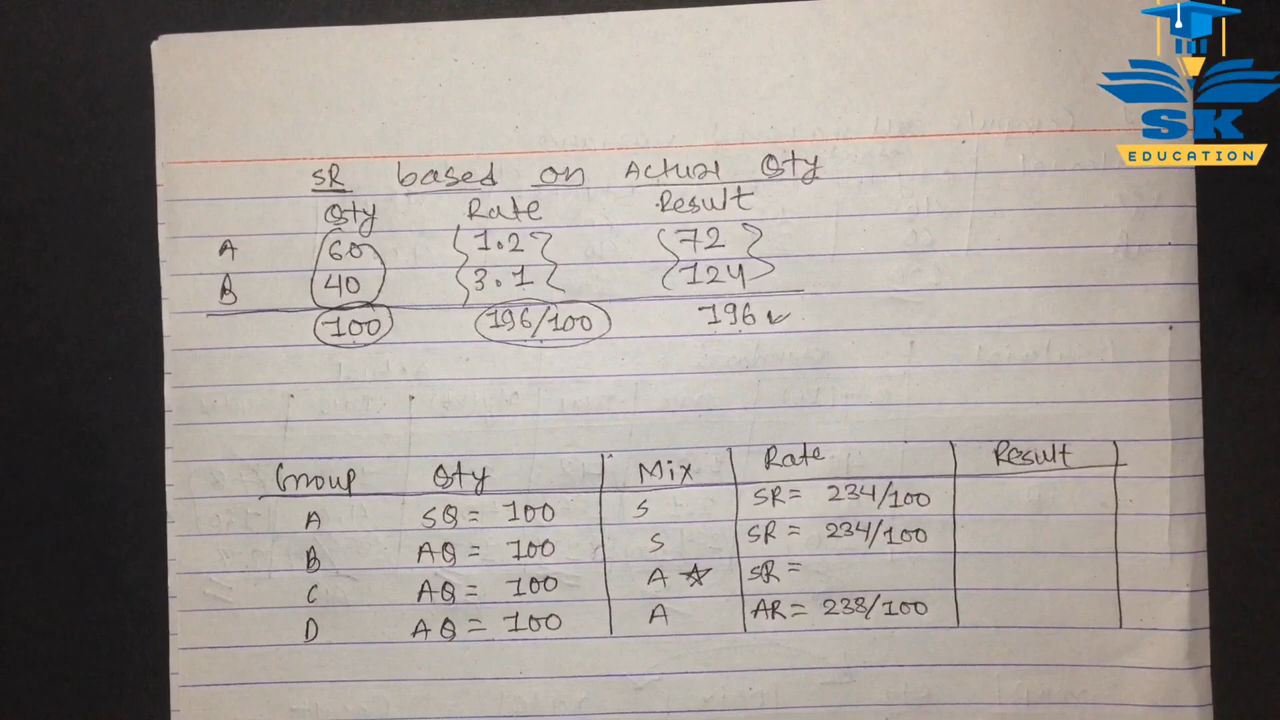 SK
EDUCATION
SR based on Actual Qty
Qty Rate Result
A 60 1.2 72
B 40 3.1 124
100 196/100 196
Group Qty Mix Rate Result
A SQ = 100 S SR = 234/100
B AQ = 100 S SR = 234/100
C AQ = 100 A SR =
D AQ = 100 A AR = 238/100